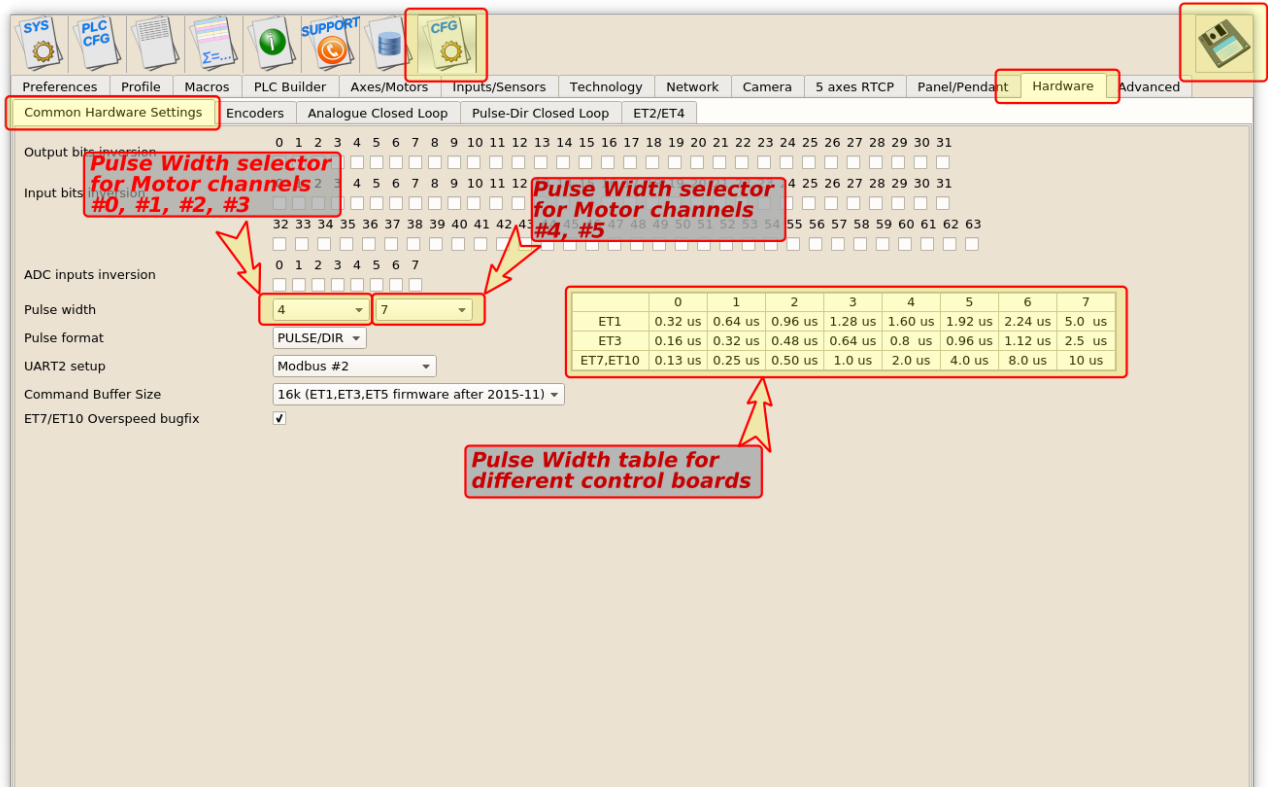 SYS
PLC
CFG
Σ=...
i
SUPPORT
CFG
Preferences Profile Macros PLC Builder Axes/Motors Inputs/Sensors Technology Network Camera 5 axes RTCP Panel/Pendant Hardware Advanced
Common Hardware Settings Encoders Analogue Closed Loop Pulse-Dir Closed Loop ET2/ET4
Output bits inversion
0 1 2 3 4 5 6 7 8 9 10 11 12 13 14 15 16 17 18 19 20 21 22 23 24 25 26 27 28 29 30 31
Pulse Width selector
for Motor channels
#0, #1, #2, #3
Input bits inversion
2 3 4 5 6 7 8 9 10 11 12 24 25 26 27 28 29 30 31
Pulse Width selector
for Motor channels
#4, #5
32 33 34 35 36 37 38 39 40 41 42 43 44 45 46 47 48 49 50 51 52 53 54 55 56 57 58 59 60 61 62 63
ADC inputs inversion
0 1 2 3 4 5 6 7
Pulse width 4 7
Pulse format PULSE/DIR
UART2 setup Modbus #2
Command Buffer Size 16k (ET1,ET3,ET5 firmware after 2015-11)
ET7/ET10 Overspeed bugfix
0 1 2 3 4 5 6 7
ET1 0.32 us 0.64 us 0.96 us 1.28 us 1.60 us 1.92 us 2.24 us 5.0 us
ET3 0.16 us 0.32 us 0.48 us 0.64 us 0.8 us 0.96 us 1.12 us 2.5 us
ET7,ET10 0.13 us 0.25 us 0.50 us 1.0 us 2.0 us 4.0 us 8.0 us 10 us
Pulse Width table for
different control boards